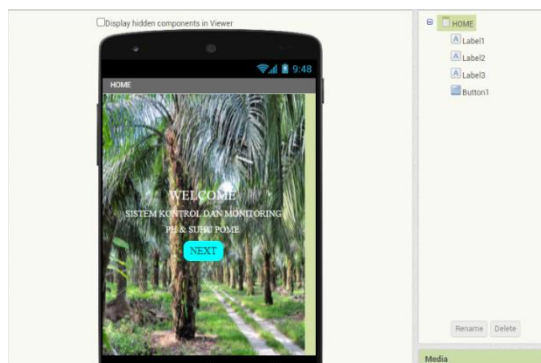 Display hidden components in Viewer
9:48
HOME
WELCOME
SISTEM KONTROL DAN MONITORING
PH & SUHU POME
NEXT
HOME
Label1
Label2
Label3
Button1
Rename Delete
Media